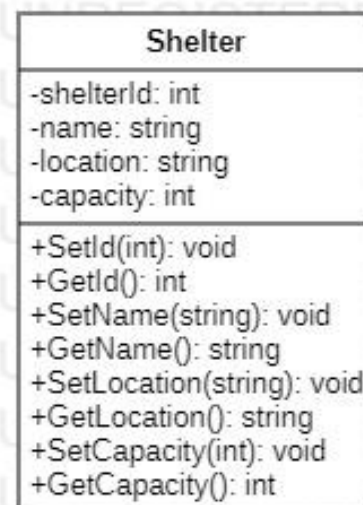 Shelter
-shelterId: int
-name: string
-location: string
-capacity: int
+SetId(int): void
+GetId(): int
+SetName(string): void
+GetName(): string
+SetLocation(string): void
+GetLocation(): string
+SetCapacity(int): void
+GetCapacity(): int